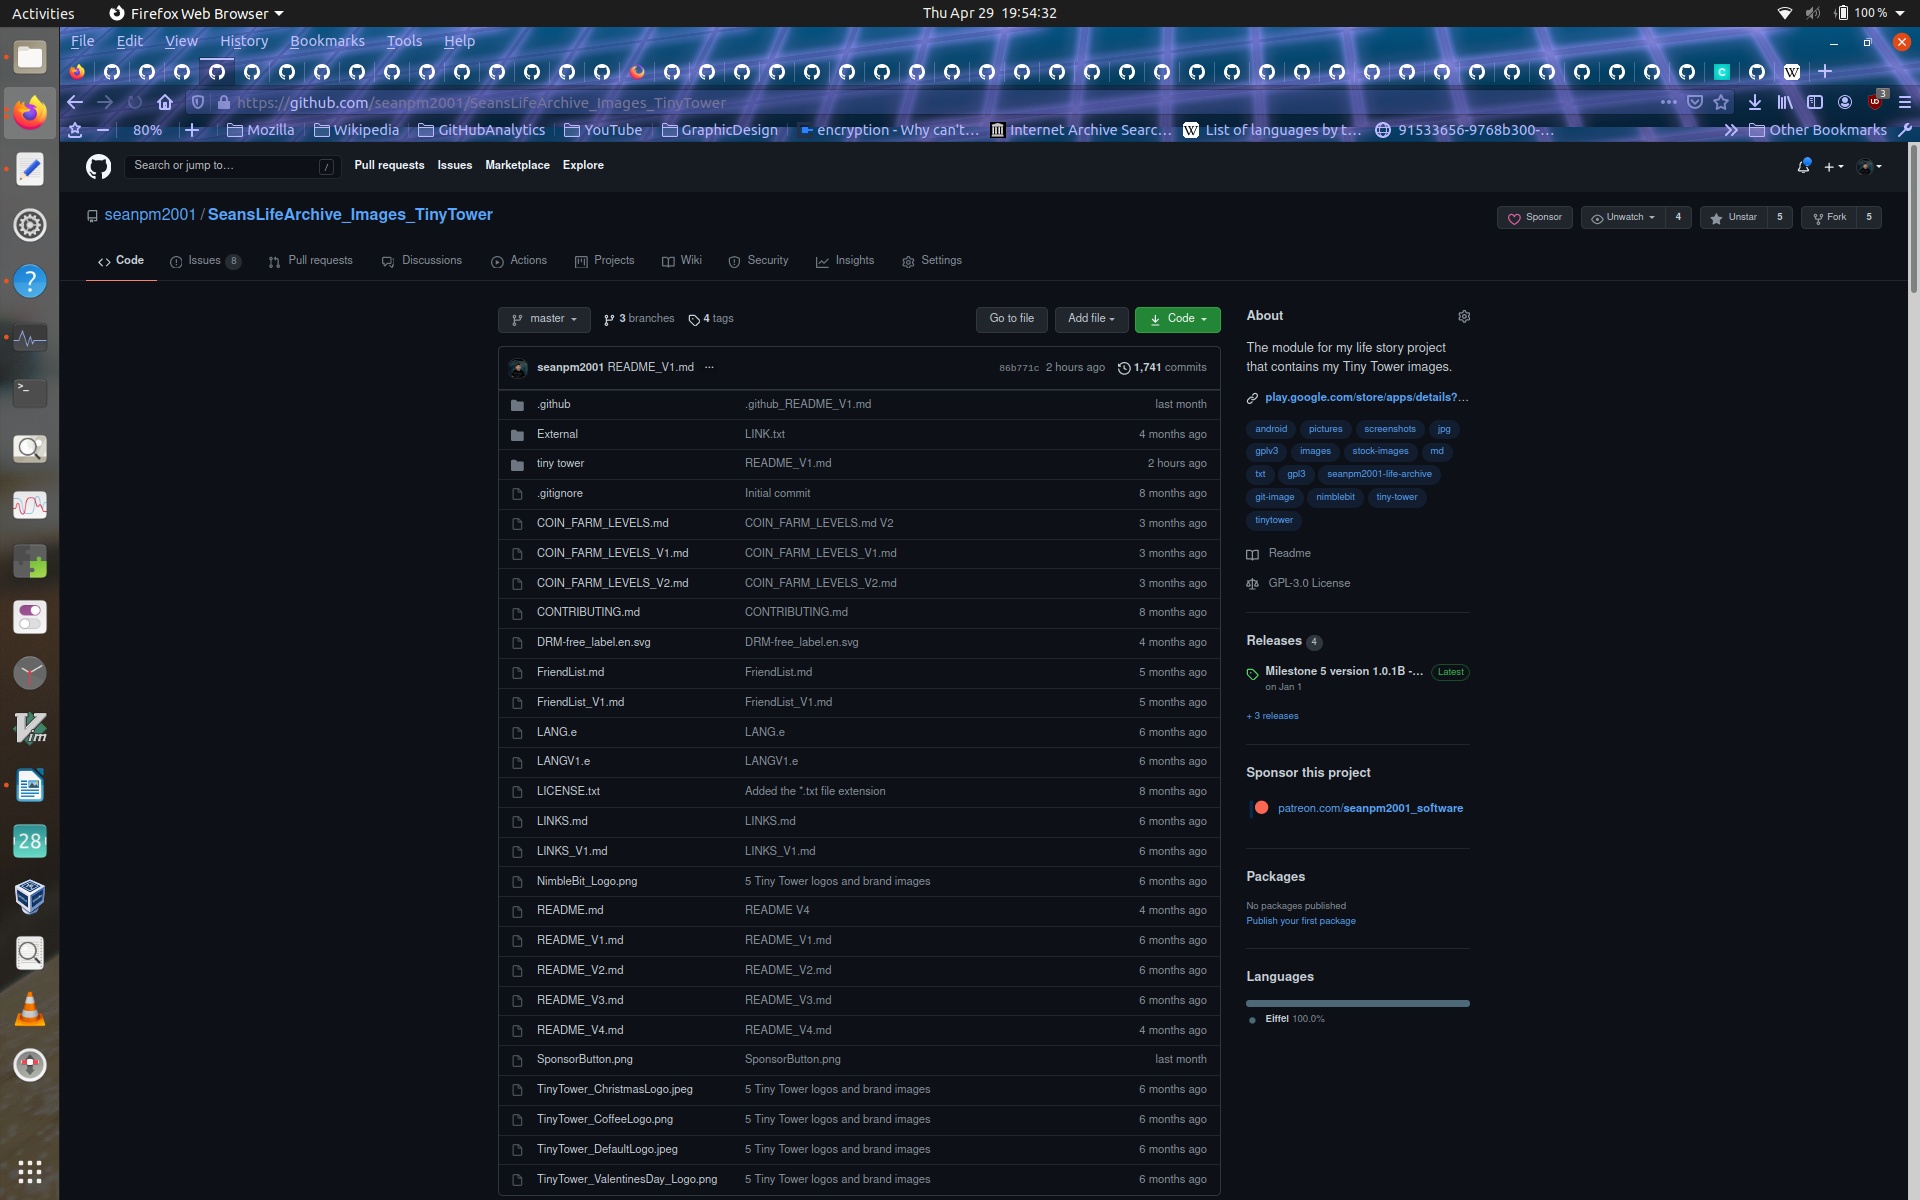 Activities
Firefox Web Browser
Thu Apr 29 19:54:32
100 %
File Edit View History Bookmarks Tools Help
https://github.com/seanpm2001/SeansLifeArchive_Images_TinyTower
3
80%
Mozilla
Wikipedia
GitHubAnalytics
YouTube
GraphicDesign
encryption - Why can't…
Internet Archive Searc…
List of languages by t…
91533656-9768b300-…
Other Bookmarks
Search or jump to…
/
Pull requests Issues Marketplace Explore
seanpm2001 / SeansLifeArchive_Images_TinyTower
Sponsor
Unwatch 4
Unstar 5
Fork 5
Code
Issues 8
Pull requests
Discussions
Actions
Projects
Wiki
Security
Insights
Settings
master
3 branches
4 tags
Go to file
Add file
Code
seanpm2001 README_V1.md ...
86b771c 2 hours ago
1,741 commits
.github .github_README_V1.md last month
External LINK.txt 4 months ago
tiny tower README_V1.md 2 hours ago
.gitignore Initial commit 8 months ago
COIN_FARM_LEVELS.md COIN_FARM_LEVELS.md V2 3 months ago
COIN_FARM_LEVELS_V1.md COIN_FARM_LEVELS_V1.md 3 months ago
COIN_FARM_LEVELS_V2.md COIN_FARM_LEVELS_V2.md 3 months ago
CONTRIBUTING.md CONTRIBUTING.md 8 months ago
DRM-free_label.en.svg DRM-free_label.en.svg 4 months ago
FriendList.md FriendList.md 5 months ago
FriendList_V1.md FriendList_V1.md 5 months ago
LANG.e LANG.e 6 months ago
LANGV1.e LANGV1.e 6 months ago
LICENSE.txt Added the *.txt file extension 8 months ago
LINKS.md LINKS.md 6 months ago
LINKS_V1.md LINKS_V1.md 6 months ago
NimbleBit_Logo.png 5 Tiny Tower logos and brand images 6 months ago
README.md README V4 4 months ago
README_V1.md README_V1.md 6 months ago
README_V2.md README_V2.md 6 months ago
README_V3.md README_V3.md 6 months ago
README_V4.md README_V4.md 4 months ago
SponsorButton.png SponsorButton.png last month
TinyTower_ChristmasLogo.jpeg 5 Tiny Tower logos and brand images 6 months ago
TinyTower_CoffeeLogo.png 5 Tiny Tower logos and brand images 6 months ago
TinyTower_DefaultLogo.jpeg 5 Tiny Tower logos and brand images 6 months ago
TinyTower_ValentinesDay_Logo.png 5 Tiny Tower logos and brand images 6 months ago
About
The module for my life story project
that contains my Tiny Tower images.
play.google.com/store/apps/details?…
android pictures screenshots jpg
gplv3 images stock-images md
txt gpl3 seanpm2001-life-archive
git-image nimblebit tiny-tower
tinytower
Readme
GPL-3.0 License
Releases 4
Milestone 5 version 1.0.1B -… Latest
on Jan 1
+ 3 releases
Sponsor this project
patreon.com/seanpm2001_software
Packages
No packages published
Publish your first package
Languages
Eiffel 100.0%
28